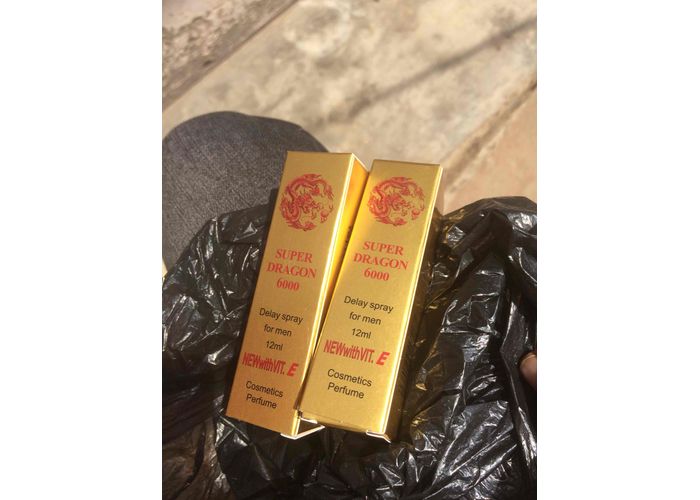 SUPER
DRAGON
6000
Delay spray
for men
12ml
NEWwithVIT. E
Cosmetics
Perfume
SUPER
DRAGON
6000
Delay spray
for men
12ml
NEWwithVIT. E
Cosmetics
Perfume